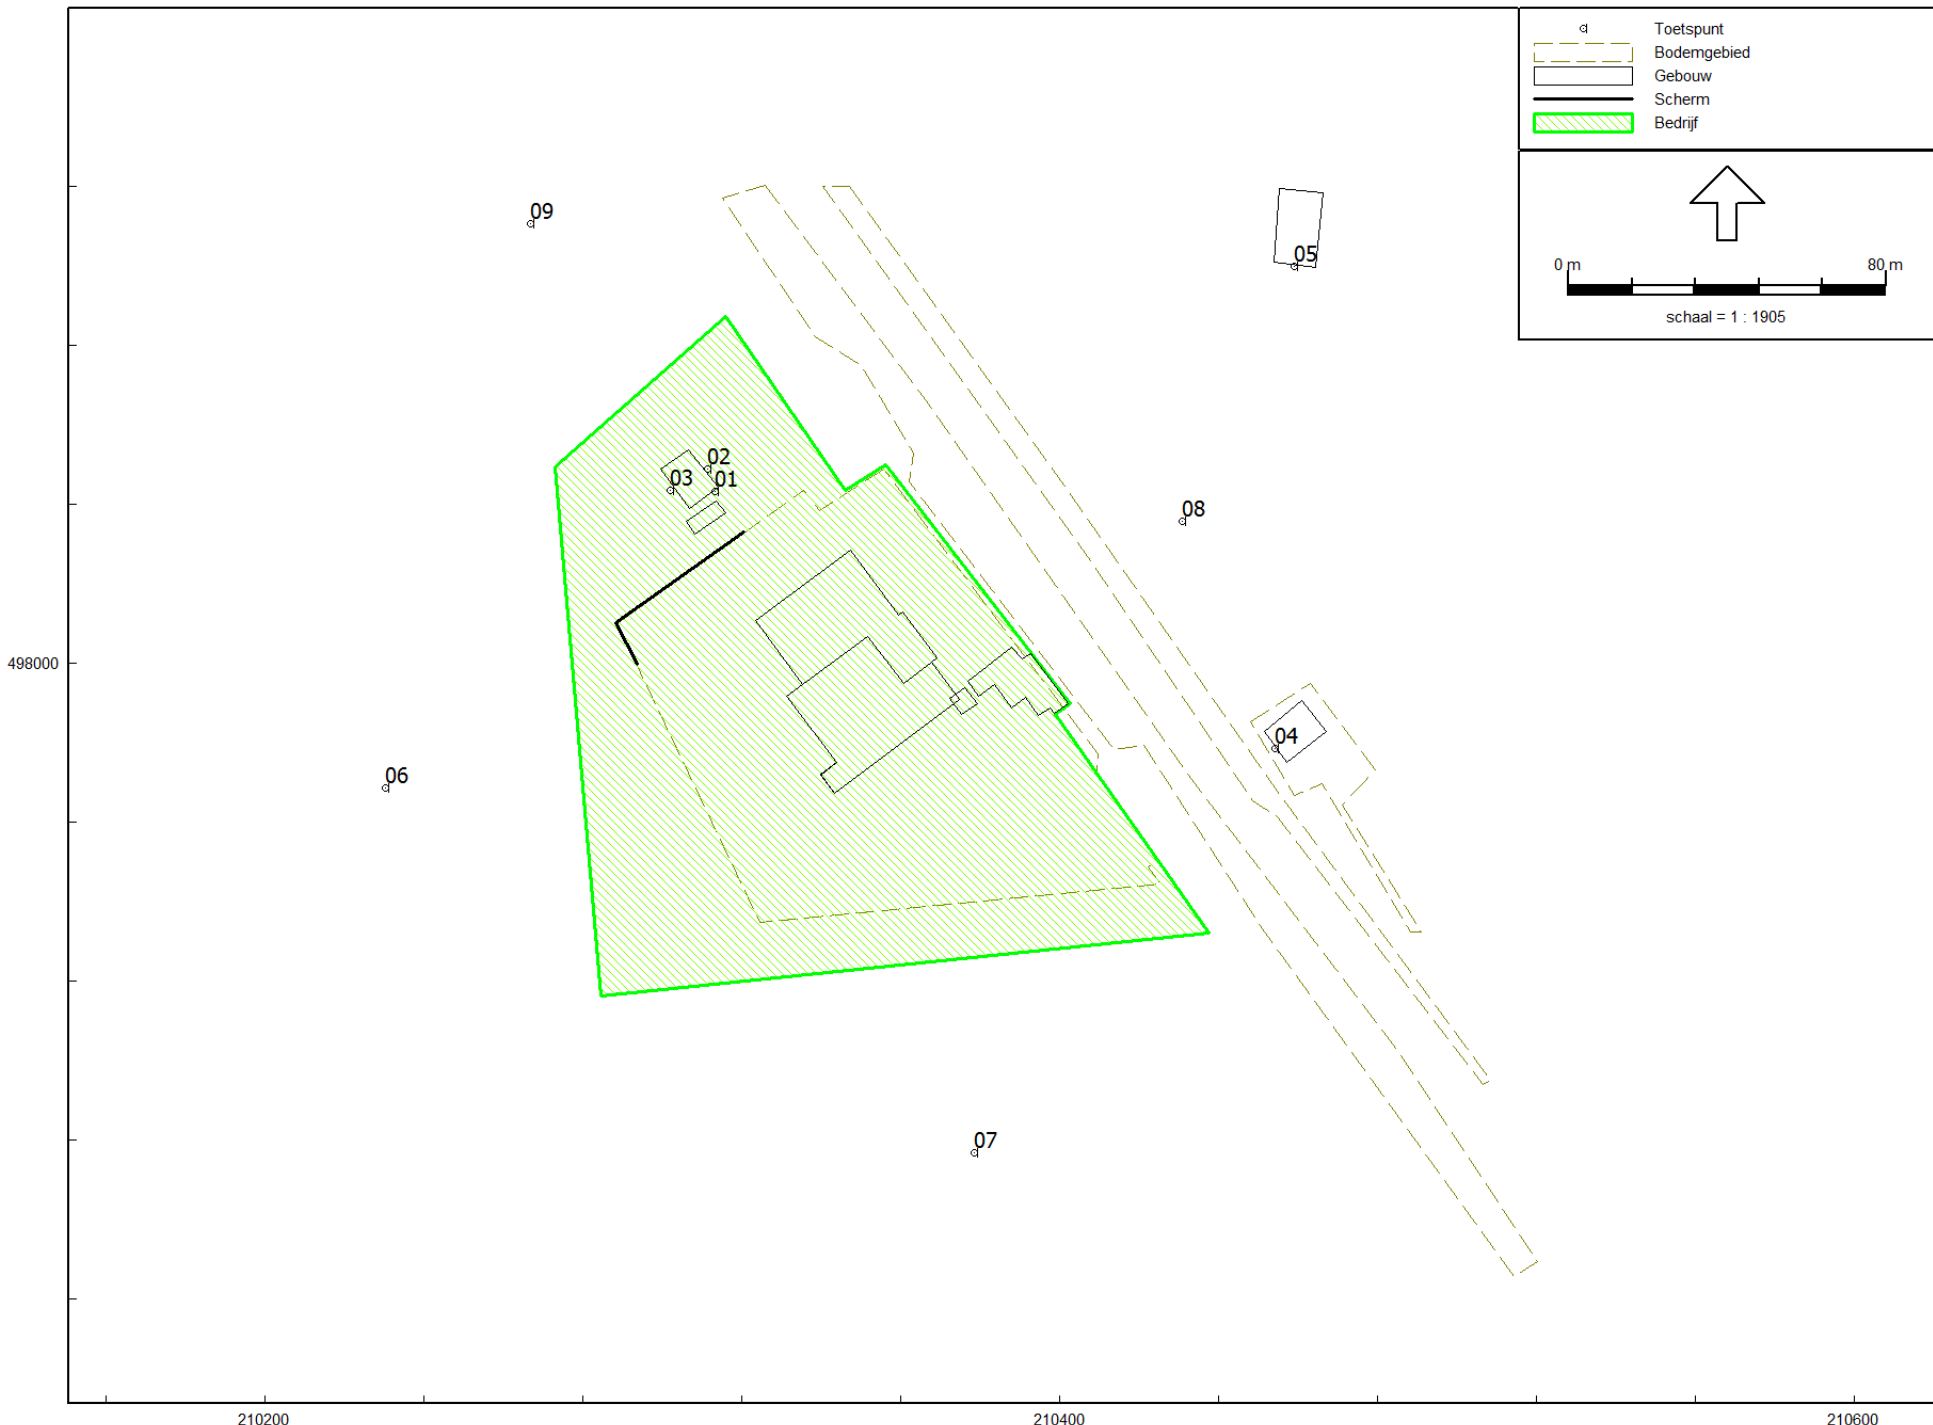 Toetspunt
Bodemgebied
Gebouw
Scherm
Bedrijf
0 m
80 m
schaal = 1 : 1905
09
05
02
03
01
08
498000
04
06
07
210200
210400
210600